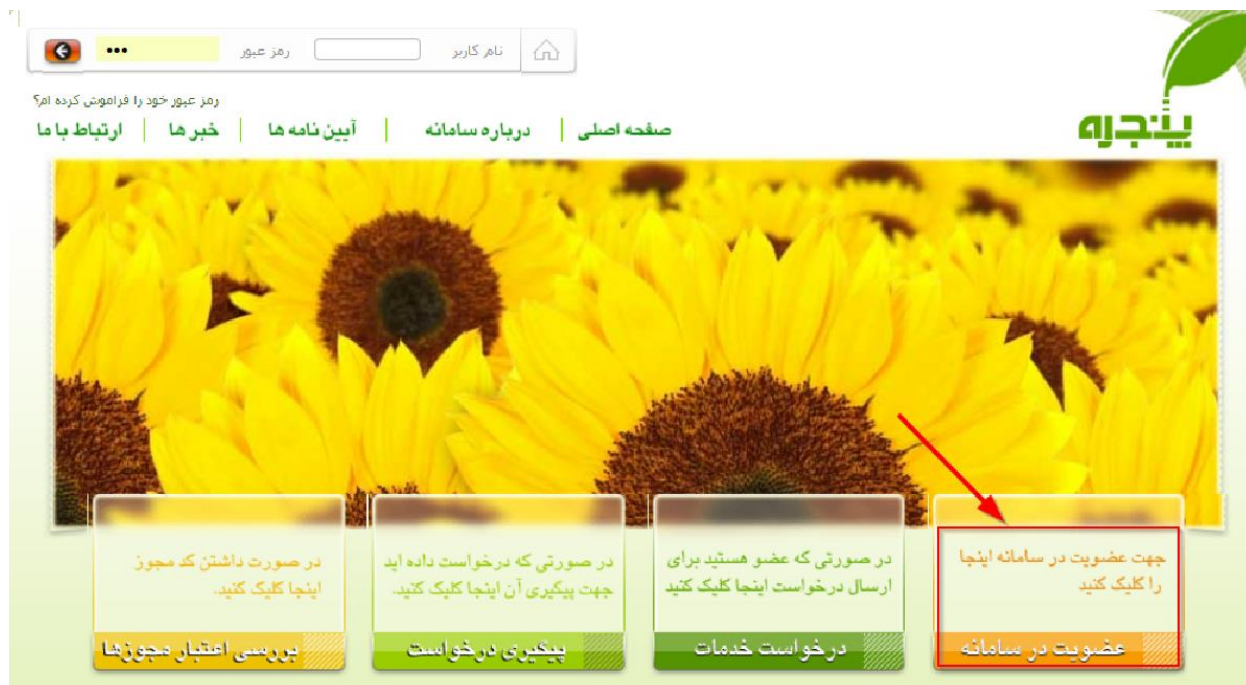 نام کاربر
رمز عبور
•••
رمز عبور خود را فراموش کرده ام؟
پنجره
صفحه اصلی | درباره سامانه | آیین نامه ها | خبر ها | ارتباط با ما
جهت عضویت در سامانه اینجا
را کلیک کنید
عضویت در سامانه
در صورتی که عضو هستید برای
ارسال درخواست اینجا کلیک کنید
درخواست خدمات
در صورتی که درخواست داده اید
جهت پیگیری آن اینجا کلیک کنید.
پیگیری درخواست
در صورت داشتن کد مجوز
اینجا کلیک کنید.
بررسی اعتبار مجوزها